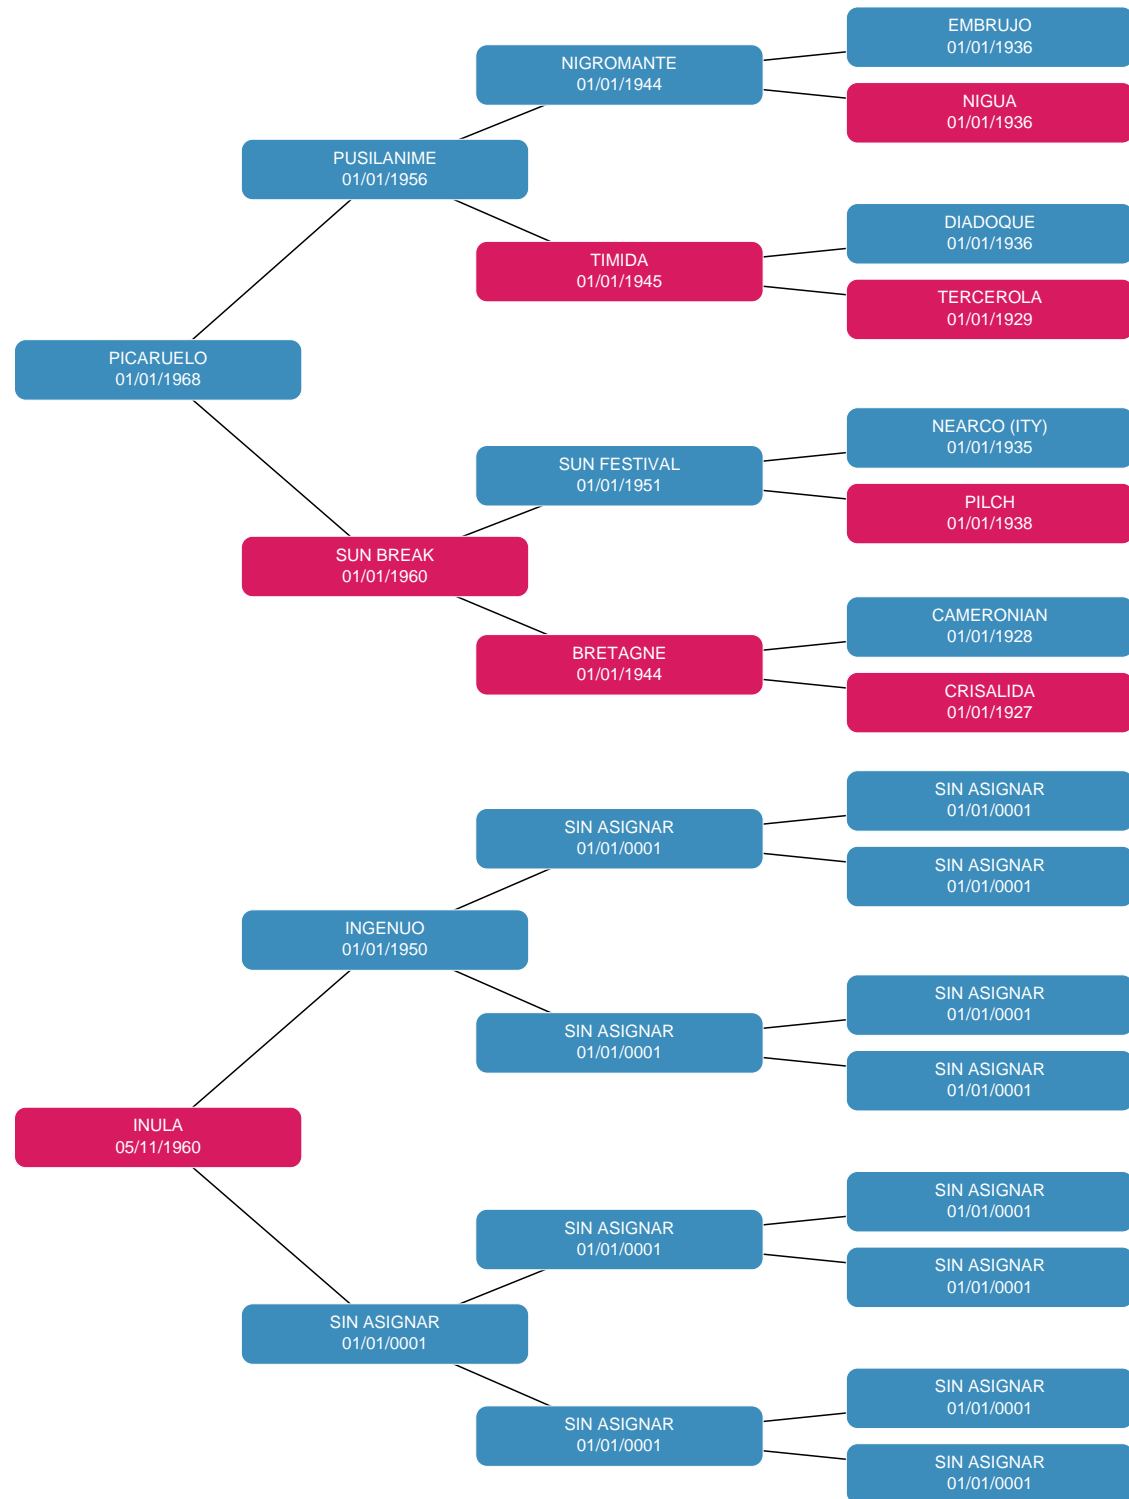 EMBRUJO
01/01/1936
NIGROMANTE
01/01/1944
NIGUA
01/01/1936
PUSILANIME
01/01/1956
DIADOQUE
01/01/1936
TIMIDA
01/01/1945
TERCEROLA
01/01/1929
PICARUELO
01/01/1968
NEARCO (ITY)
01/01/1935
SUN FESTIVAL
01/01/1951
PILCH
01/01/1938
SUN BREAK
01/01/1960
CAMERONIAN
01/01/1928
BRETAGNE
01/01/1944
CRISALIDA
01/01/1927
SIN ASIGNAR
01/01/0001
SIN ASIGNAR
01/01/0001
SIN ASIGNAR
01/01/0001
INGENUO
01/01/1950
SIN ASIGNAR
01/01/0001
SIN ASIGNAR
01/01/0001
SIN ASIGNAR
01/01/0001
INULA
05/11/1960
SIN ASIGNAR
01/01/0001
SIN ASIGNAR
01/01/0001
SIN ASIGNAR
01/01/0001
SIN ASIGNAR
01/01/0001
SIN ASIGNAR
01/01/0001
SIN ASIGNAR
01/01/0001
SIN ASIGNAR
01/01/0001